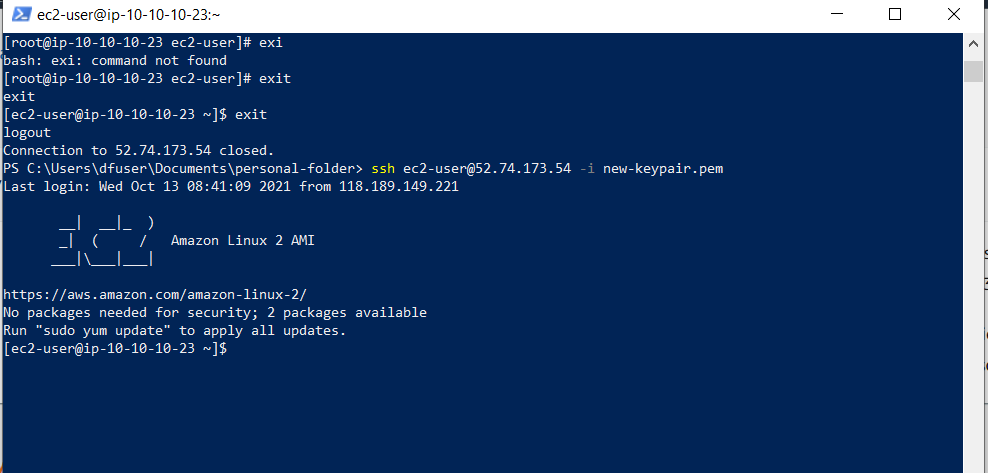 ec2-user@ip-10-10-10-23:~
[root@ip-10-10-10-23 ec2-user]# exi
bash: exi: command not found
[root@ip-10-10-10-23 ec2-user]# exit
exit
[ec2-user@ip-10-10-10-23 ~]$ exit
logout
Connection to 52.74.173.54 closed.
PS C:\Users\dfuser\Documents\personal-folder> ssh ec2-user@52.74.173.54 -i new-keypair.pem
Last login: Wed Oct 13 08:41:09 2021 from 118.189.149.221
       __|  __|_  )
       _|  (     /   Amazon Linux 2 AMI
      ___|\___|___|
https://aws.amazon.com/amazon-linux-2/
No packages needed for security; 2 packages available
Run "sudo yum update" to apply all updates.
[ec2-user@ip-10-10-10-23 ~]$